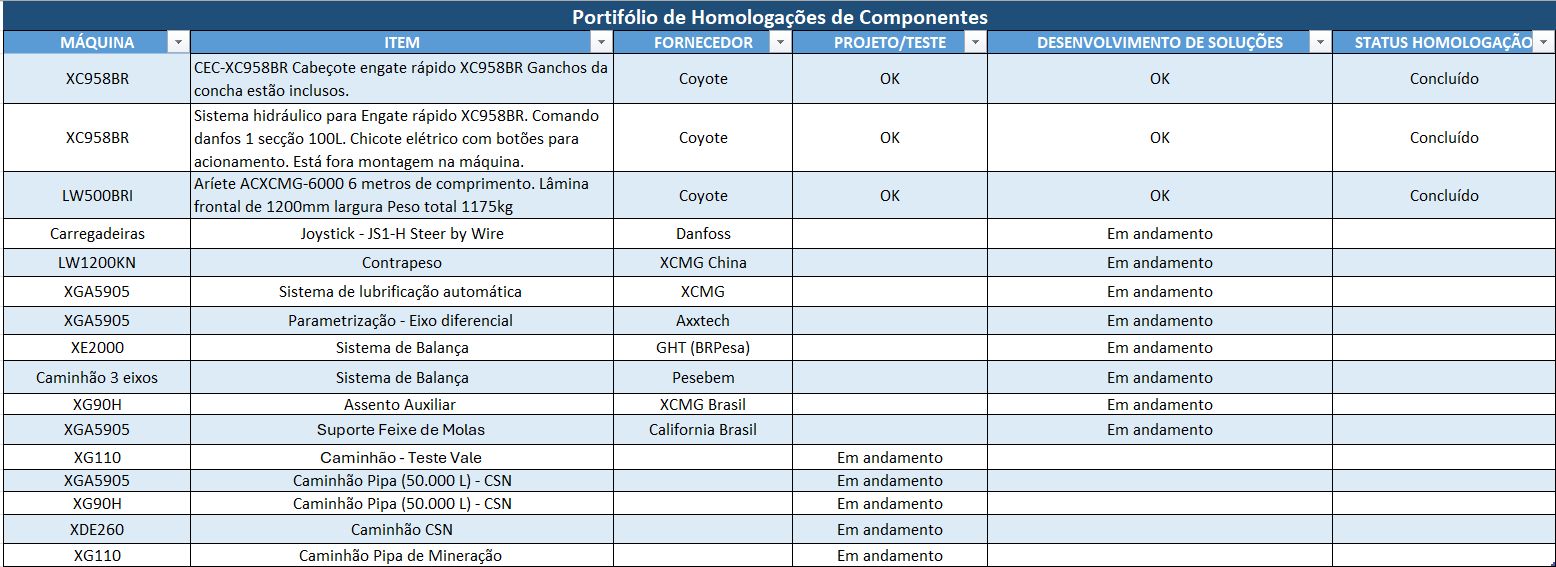 Portifólio de Homologações de Componentes
MÁQUINA ITEM FORNECEDOR PROJETO/TESTE DESENVOLVIMENTO DE SOLUÇÕES STATUS HOMOLOGAÇÃO
XC958BR CEC-XC958BR Cabeçote engate rápido XC958BR Ganchos da
concha estão inclusos. Coyote OK OK Concluído
XC958BR Sistema hidráulico para Engate rápido XC958BR. Comando
danfos 1 secção 100L. Chicote elétrico com botões para
acionamento. Está fora montagem na máquina. Coyote OK OK Concluído
LW500BRI Aríete ACXCMG-6000 6 metros de comprimento. Lâmina
frontal de 1200mm largura Peso total 1175kg Coyote OK OK Concluído
Carregadeiras Joystick - JS1-H Steer by Wire Danfoss Em andamento
LW1200KN Contrapeso XCMG China Em andamento
XGA5905 Sistema de lubrificação automática XCMG Em andamento
XGA5905 Parametrização - Eixo diferencial Axxtech Em andamento
XE2000 Sistema de Balança GHT (BRPesa) Em andamento
Caminhão 3 eixos Sistema de Balança Pesebem Em andamento
XG90H Assento Auxiliar XCMG Brasil Em andamento
XGA5905 Suporte Feixe de Molas California Brasil Em andamento
XG110 Caminhão - Teste Vale Em andamento
XGA5905 Caminhão Pipa (50.000 L) - CSN Em andamento
XG90H Caminhão Pipa (50.000 L) - CSN Em andamento
XDE260 Caminhão CSN Em andamento
XG110 Caminhão Pipa de Mineração Em andamento